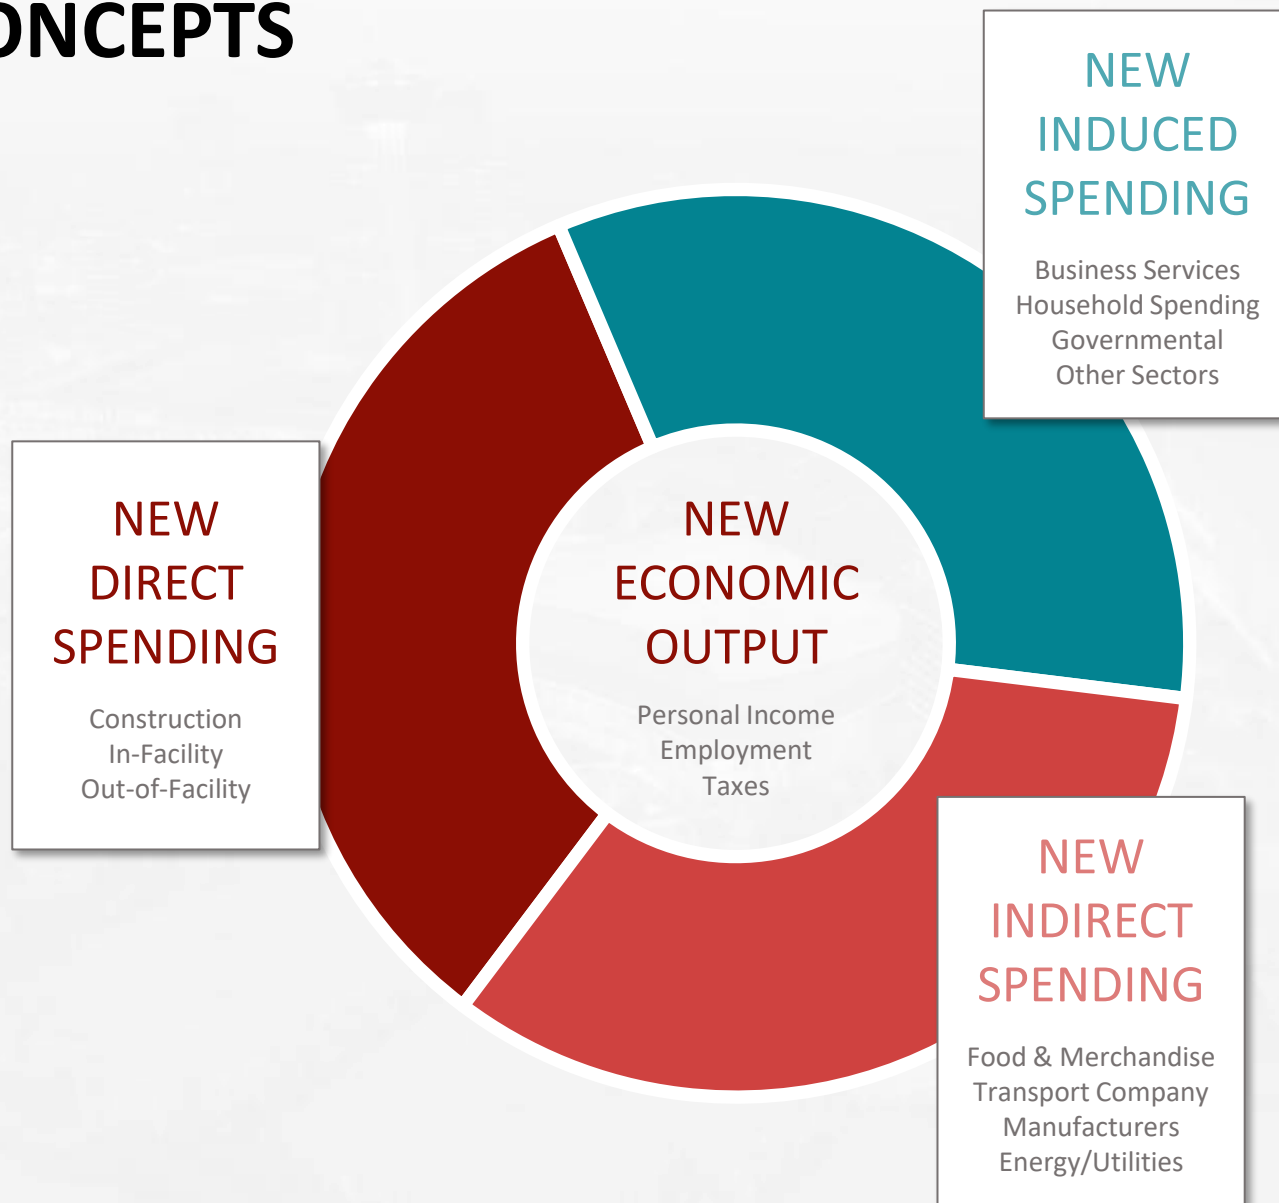 ONCEPTS
NEW
INDUCED
SPENDING
Business Services
Household Spending
Governmental
Other Sectors
NEW
DIRECT
SPENDING
Construction
In-Facility
Out-of-Facility
NEW
ECONOMIC
OUTPUT
Personal Income
Employment
Taxes
NEW
INDIRECT
SPENDING
Food & Merchandise
Transport Company
Manufacturers
Energy/Utilities